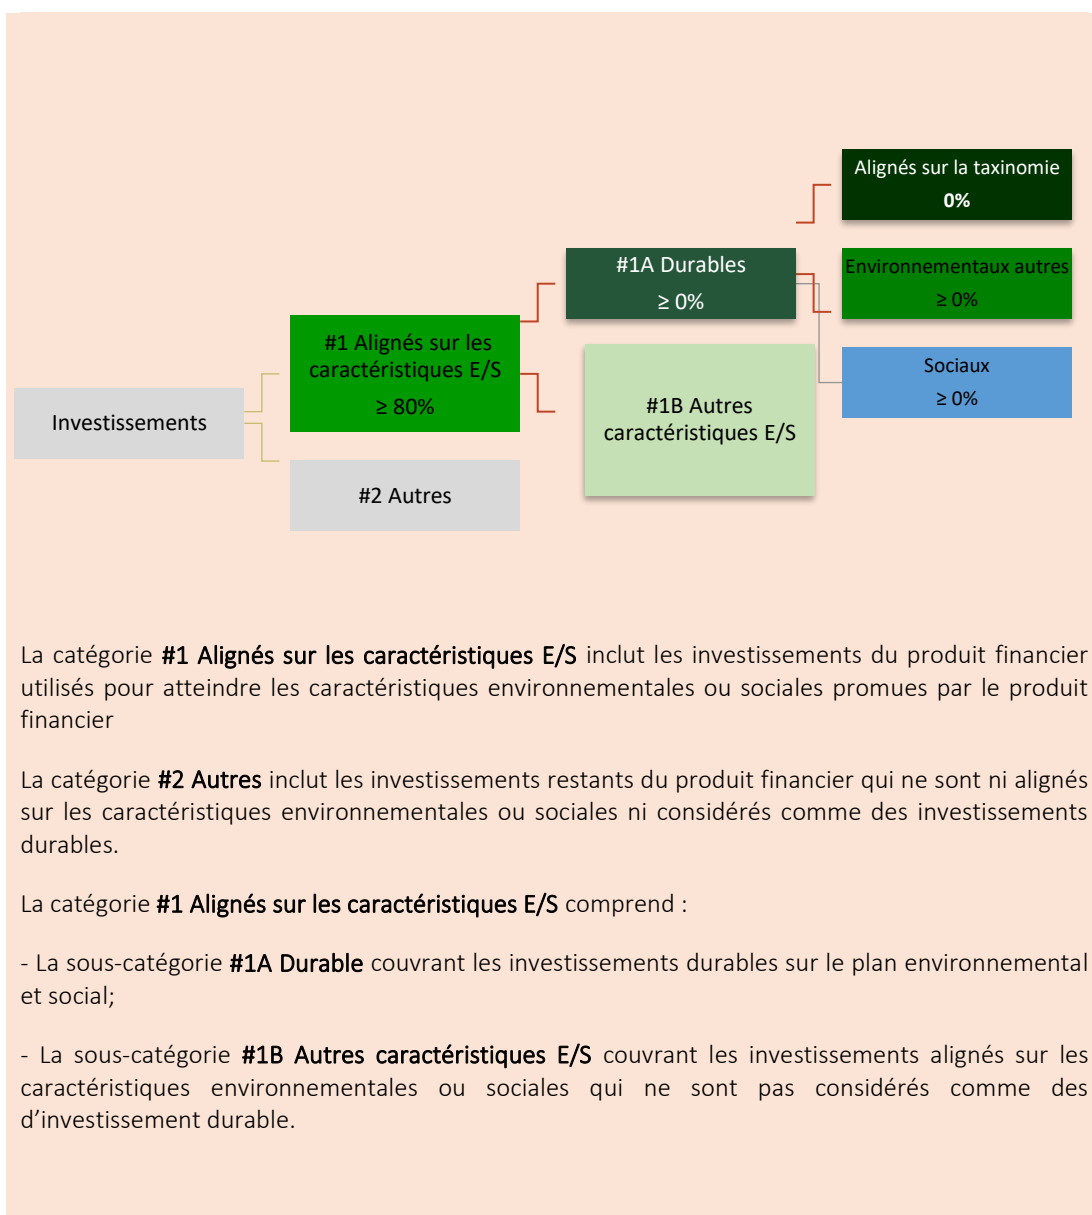 Alignés sur la taxinomie
0%
#1A Durables
≥ 0%
Environnementaux autres
≥ 0%
#1 Alignés sur les
caractéristiques E/S
≥ 80%
Sociaux
≥ 0%
Investissements
#1B Autres
caractéristiques E/S
#2 Autres
La catégorie #1 Alignés sur les caractéristiques E/S inclut les investissements du produit financier
utilisés pour atteindre les caractéristiques environnementales ou sociales promues par le produit
financier
La catégorie #2 Autres inclut les investissements restants du produit financier qui ne sont ni alignés
sur les caractéristiques environnementales ou sociales ni considérés comme des investissements
durables.
La catégorie #1 Alignés sur les caractéristiques E/S comprend :
- La sous-catégorie #1A Durable couvrant les investissements durables sur le plan environnemental
et social;
- La sous-catégorie #1B Autres caractéristiques E/S couvrant les investissements alignés sur les
caractéristiques environnementales ou sociales qui ne sont pas considérés comme des
d’investissement durable.